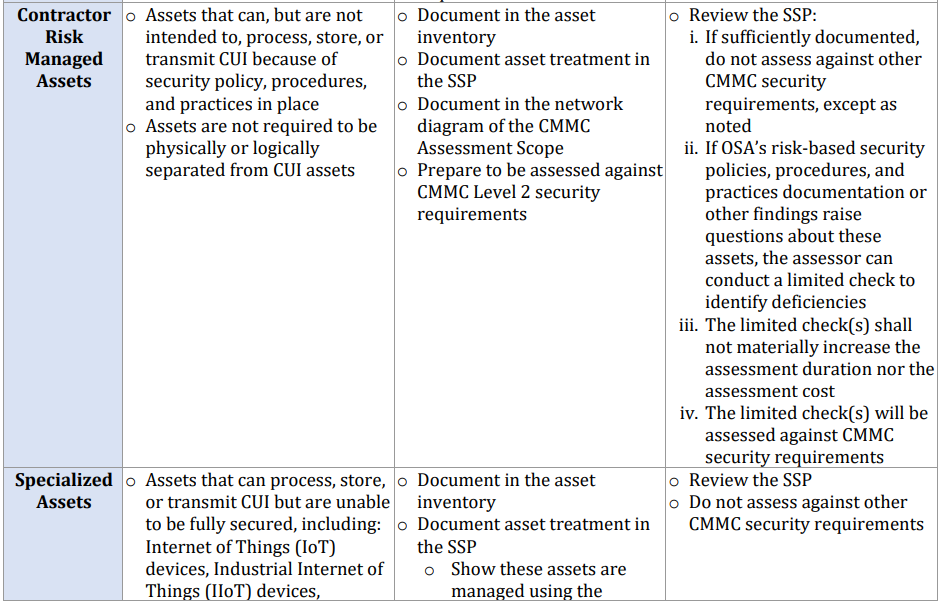 Contractor
Risk
Managed
Assets
o Assets that can, but are not
intended to, process, store, or
transmit CUI because of
security policy, procedures,
and practices in place
o Assets are not required to be
physically or logically
separated from CUI assets
o Document in the asset
inventory
o Document asset treatment in
the SSP
o Document in the network
diagram of the CMMC
Assessment Scope
o Prepare to be assessed against
CMMC Level 2 security
requirements
o Review the SSP:
i. If sufficiently documented,
do not assess against other
CMMC security
requirements, except as
noted
ii. If OSA's risk-based security
policies, procedures, and
practices documentation or
other findings raise
questions about these
assets, the assessor can
conduct a limited check to
identify deficiencies
iii. The limited check(s) shall
not materially increase the
assessment duration nor the
assessment cost
iv. The limited check(s) will be
assessed against CMMC
security requirements
Specialized
Assets
o Assets that can process, store,
or transmit CUI but are unable
to be fully secured, including:
Internet of Things (IoT)
devices, Industrial Internet of
Things (IIoT) devices,
o Document in the asset
inventory
o Document asset treatment in
the SSP
o Show these assets are
managed using the
o Review the SSP
o Do not assess against other
CMMC security requirements